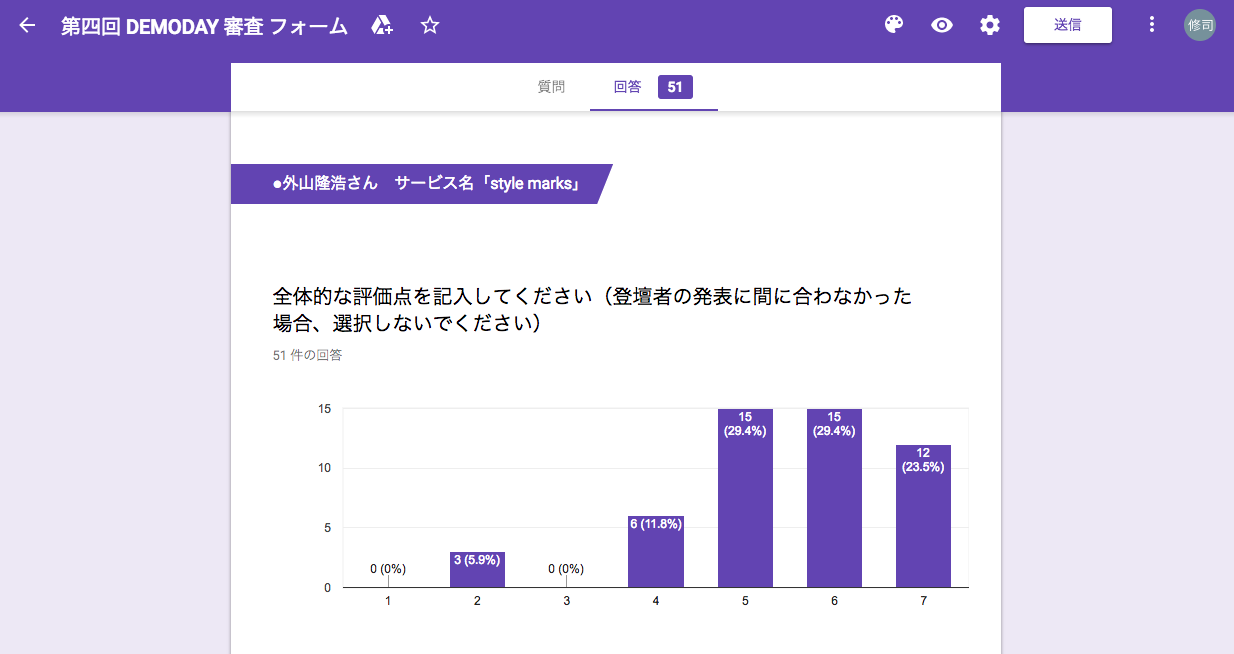 第四回 DEMODAY 審査 フォーム
送信
修司
質問
回答
51
●外山隆浩さん　サービス名「style marks」
全体的な評価点を記入してください（登壇者の発表に間に合わなかった
場合、選択しないでください）
51 件の回答
15
10
5
0
0 (0%)
3 (5.9%)
0 (0%)
6 (11.8%)
15
(29.4%)
15
(29.4%)
12
(23.5%)
1
2
3
4
5
6
7